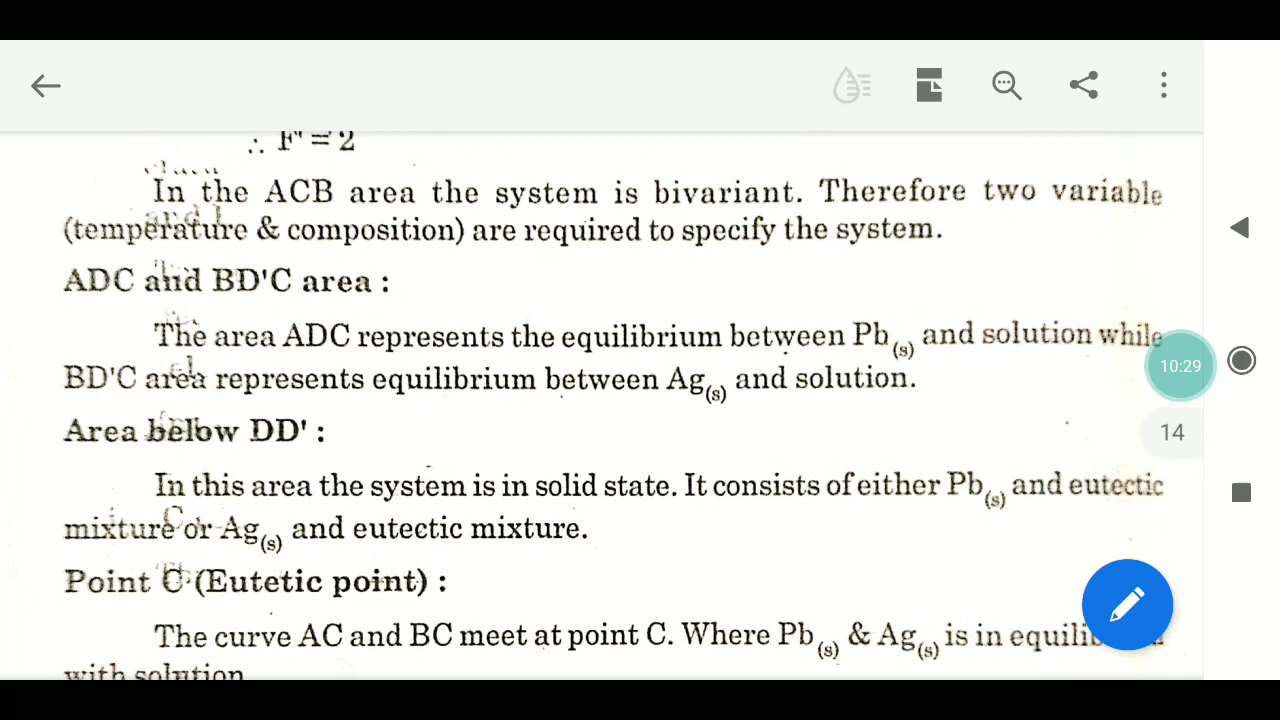 ∴ F' = 2
In the ACB area the system is bivariant. Therefore two variable
(temperature & composition) are required to specify the system.
ADC and BD'C area :
The area ADC represents the equilibrium between Pb(s) and solution while
10:29
BD'C area represents equilibrium between Ag(s) and solution.
Area below DD' :
14
In this area the system is in solid state. It consists of either Pb(s) and eutectic
mixture or Ag(s) and eutectic mixture.
Point C (Eutetic point) :
The curve AC and BC meet at point C. Where Pb(s) & Ag(s) is in
with solution